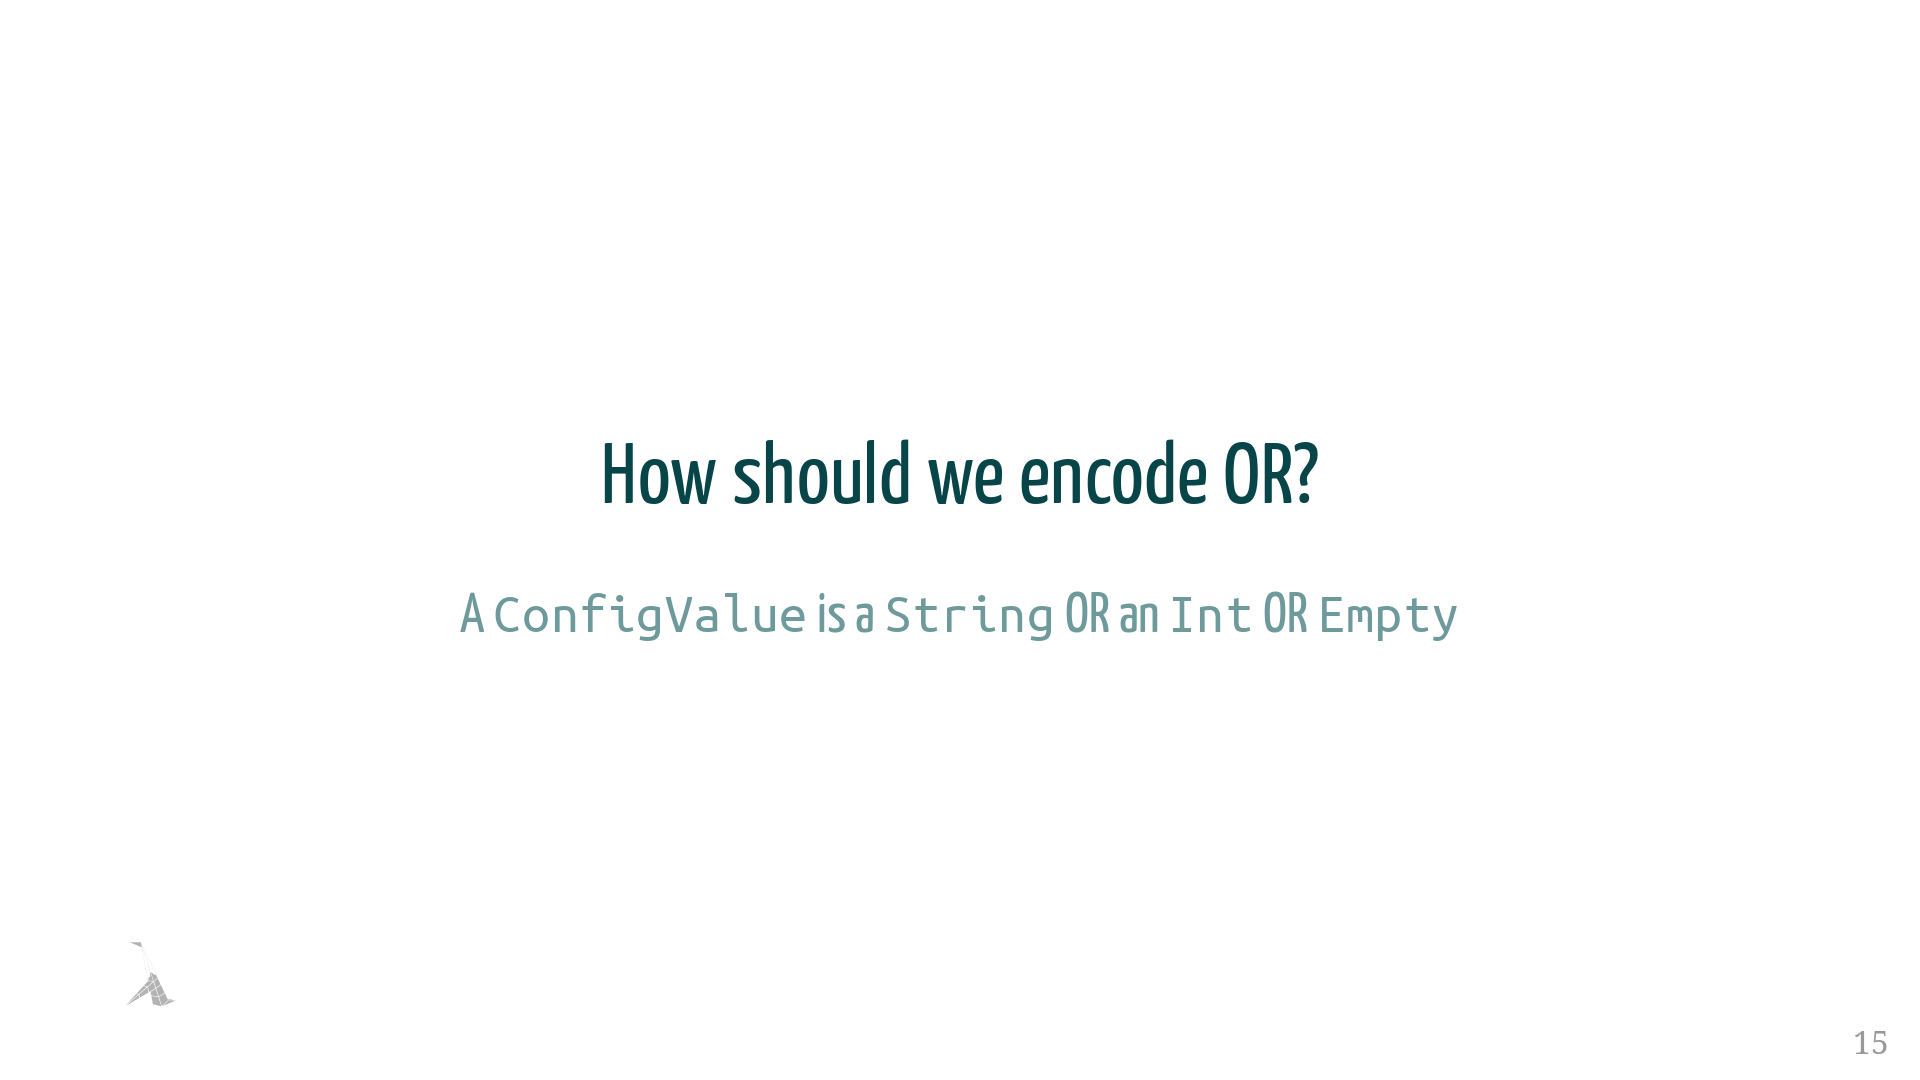 How should we encode OR?
A ConfigValue is a String OR an Int OR Empty
15